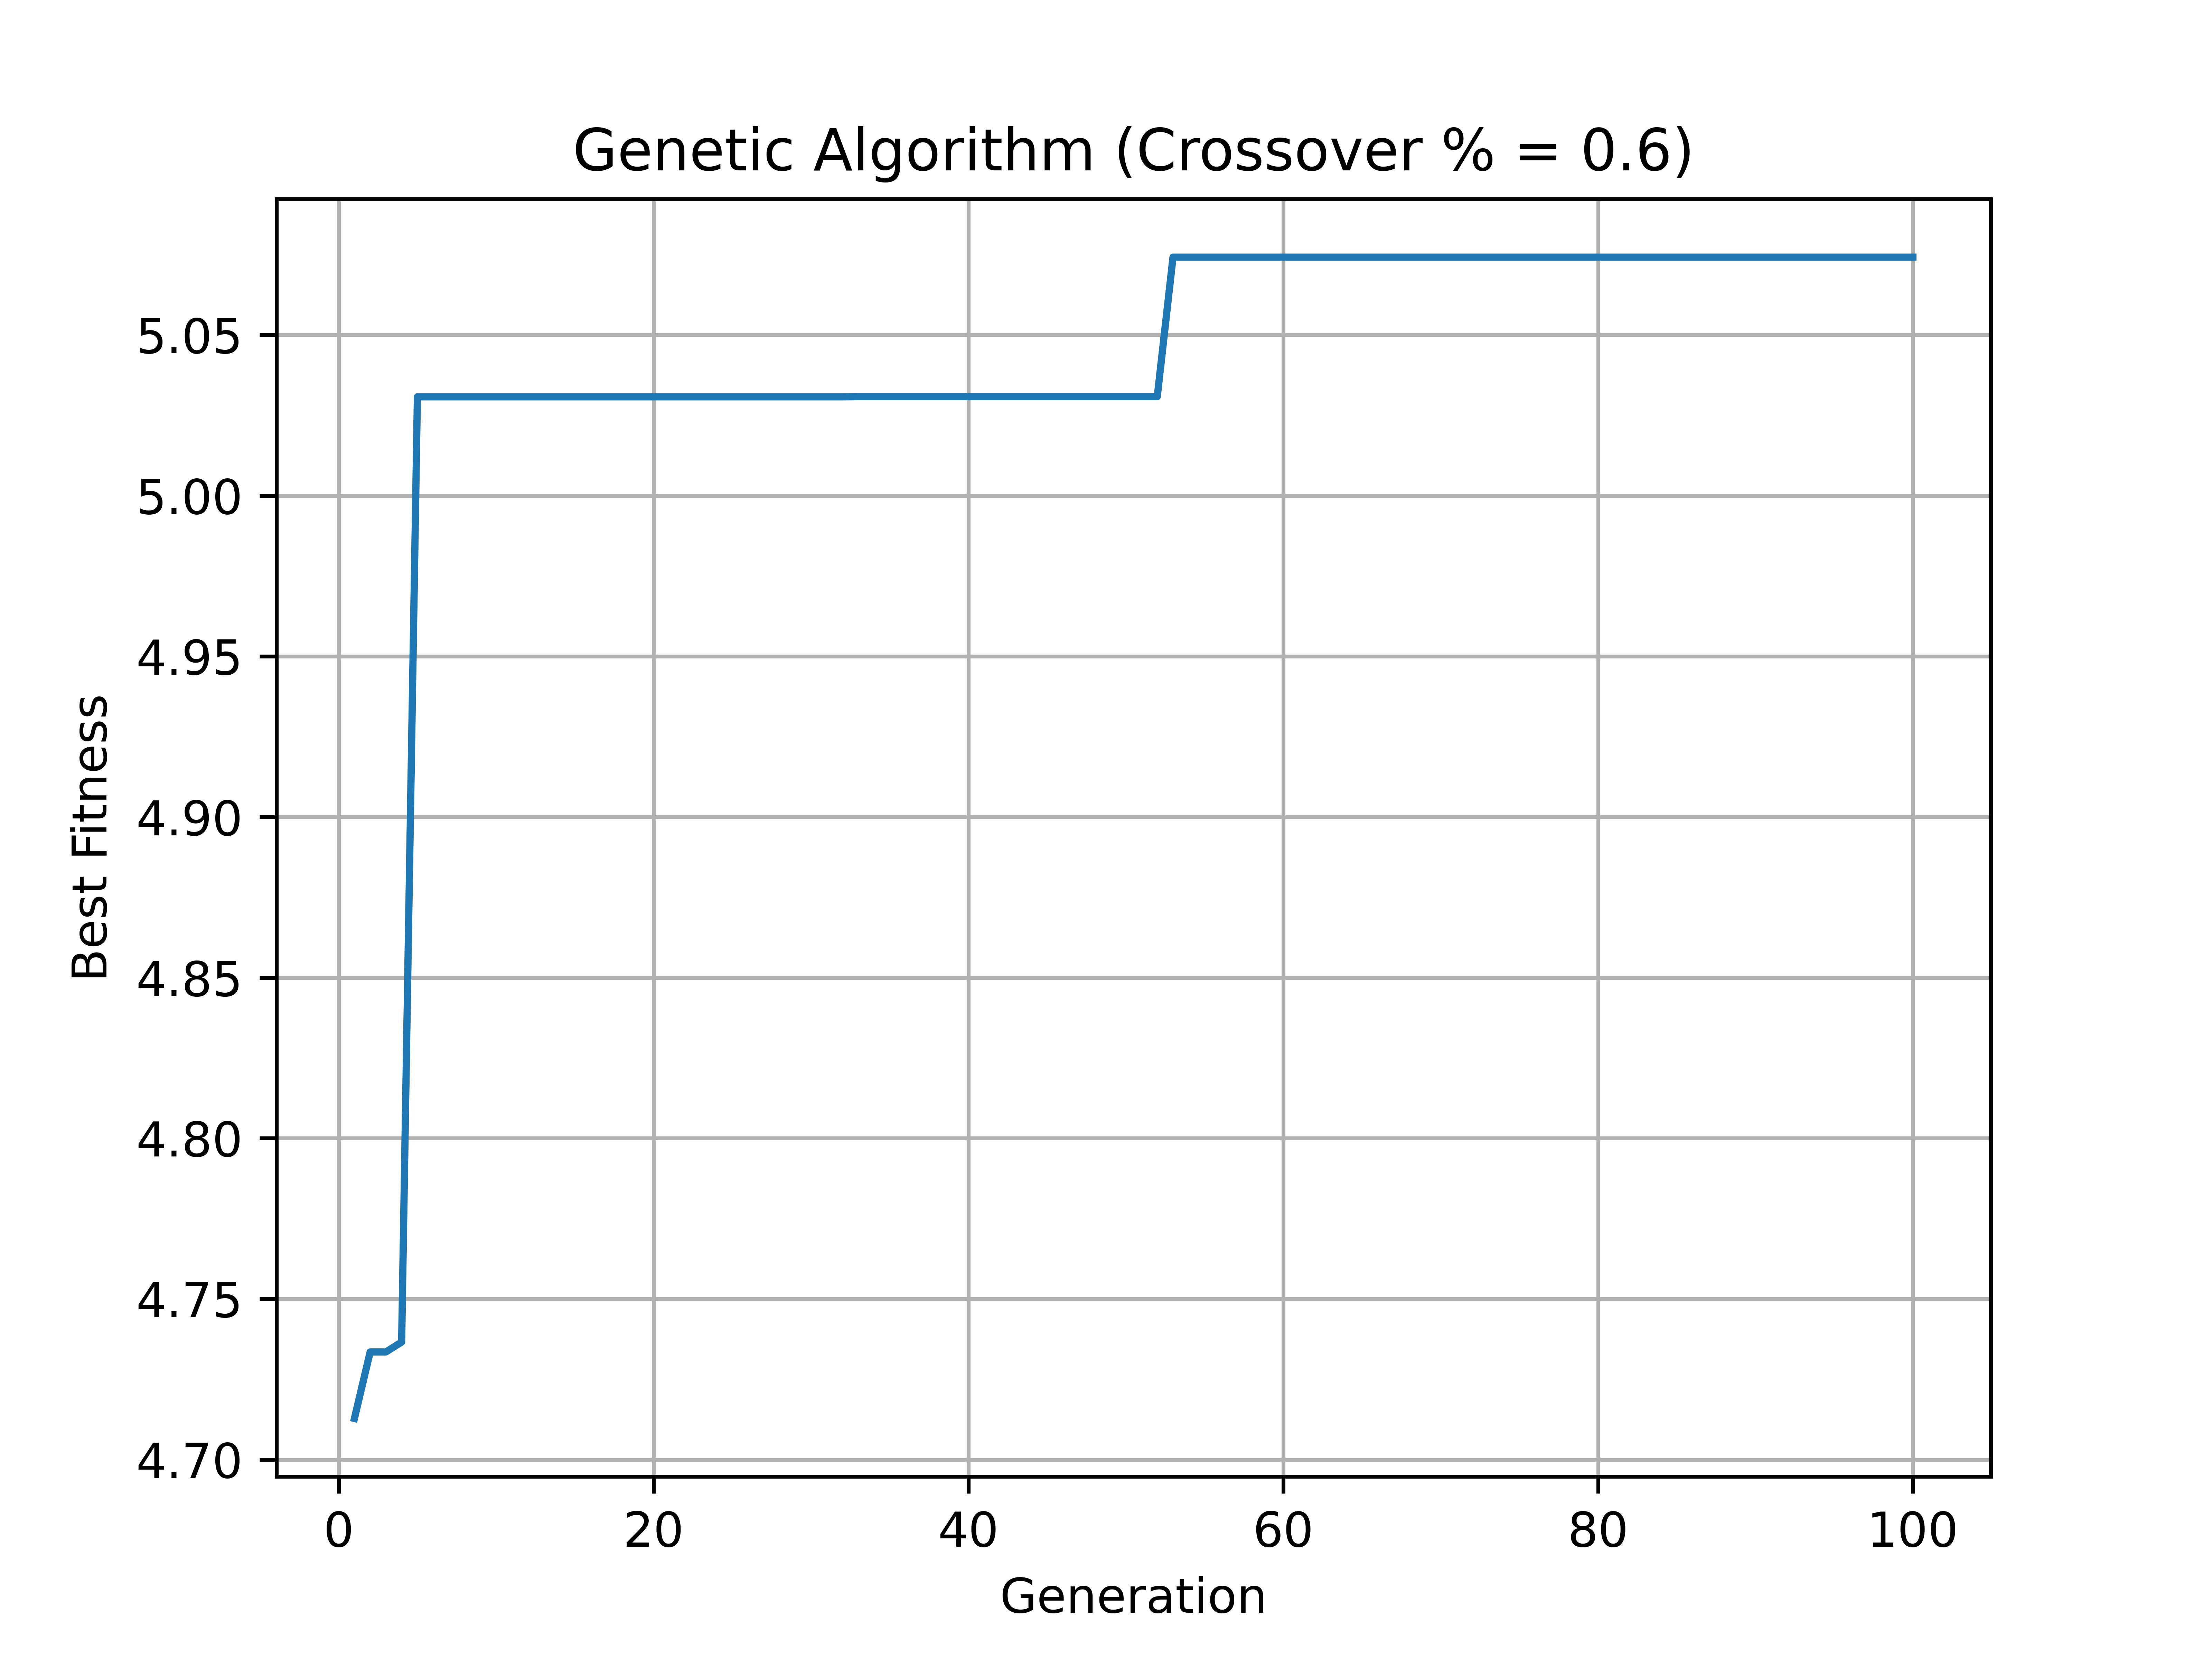 Genetic Algorithm (Crossover % = 0.6)
5.05
5.00
4.95
4.90
4.85
4.80
4.75
4.70
Best Fitness
0 20 40 60 80 100
Generation